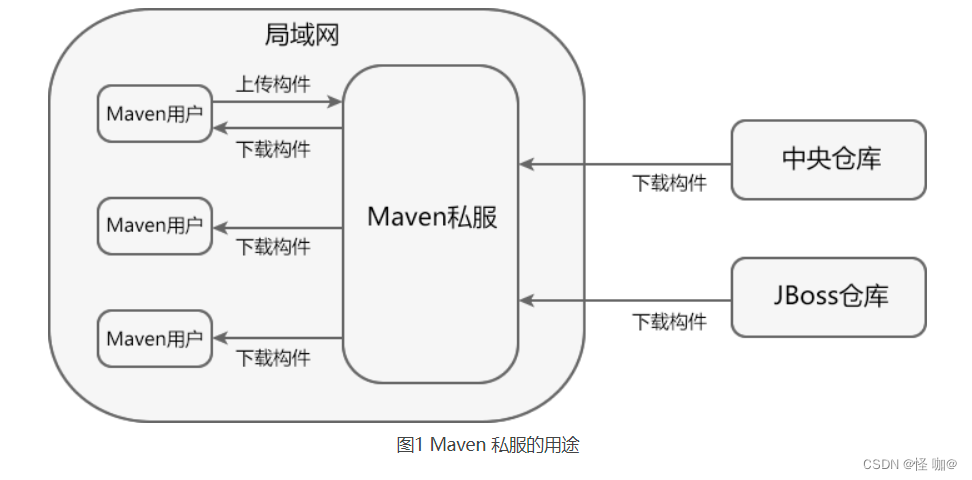 局域网
上传构件
Maven用户
下载构件
中央仓库
下载构件
Maven私服
Maven用户
下载构件
JBoss仓库
下载构件
Maven用户
下载构件
图1 Maven 私服的用途
CSDN @怪 咖@